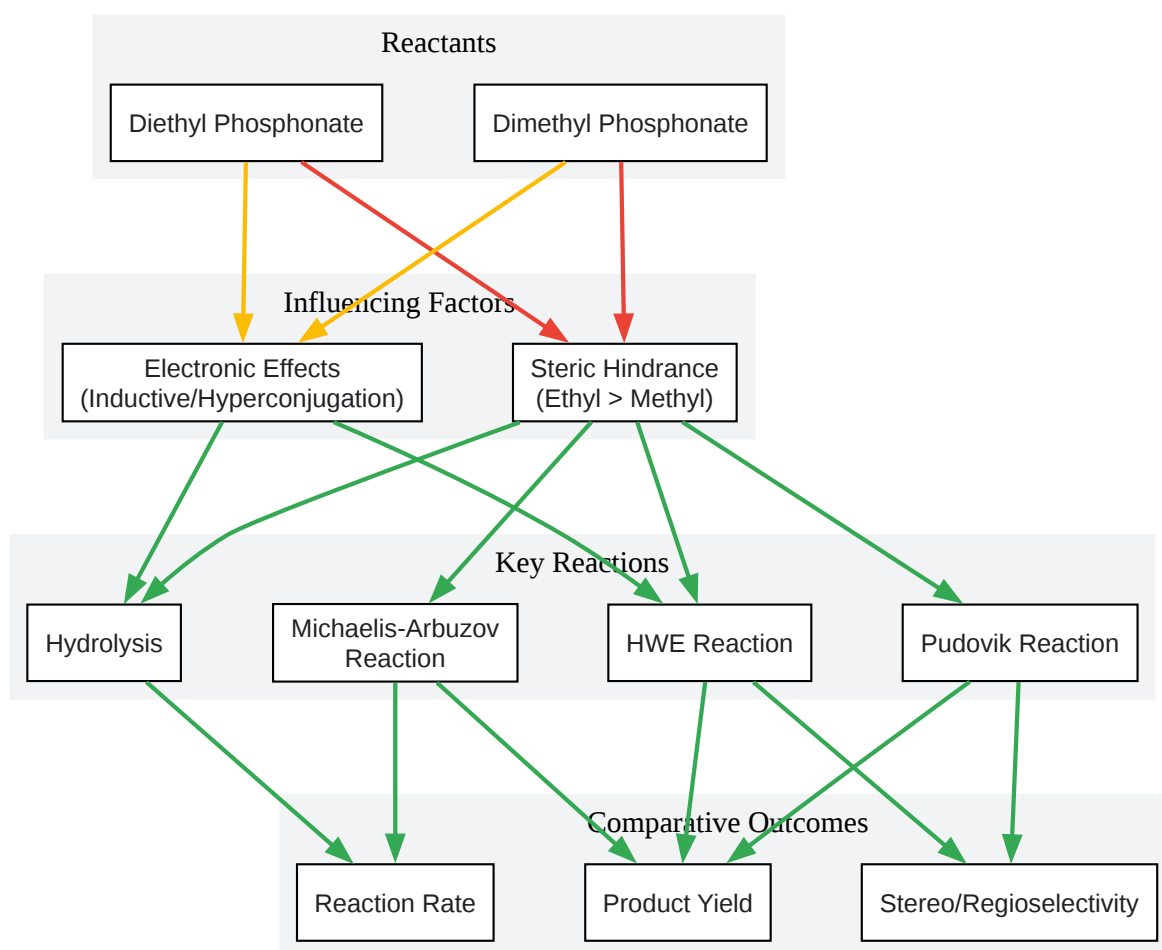 Reactants
Diethyl Phosphonate
Dimethyl Phosphonate
Influencing Factors
Electronic Effects
(Inductive/Hyperconjugation)
Steric Hindrance
(Ethyl > Methyl)
Key Reactions
Hydrolysis
Michaelis-Arbuzov
Reaction
HWE Reaction
Pudovik Reaction
Comparative Outcomes
Reaction Rate
Product Yield
Stereo/Regioselectivity